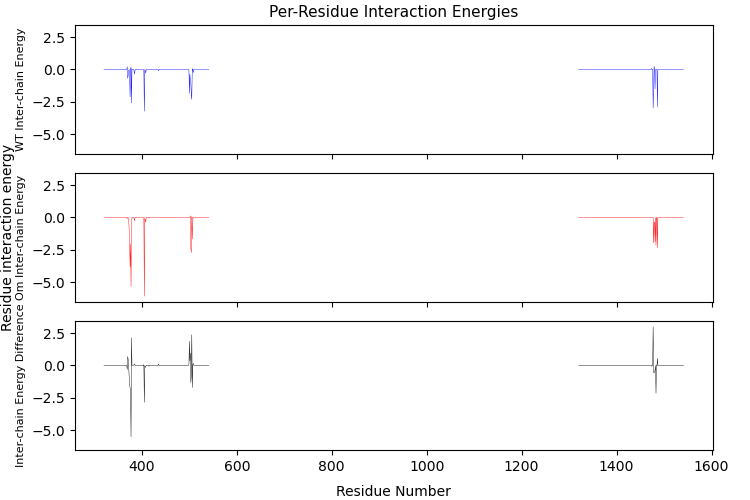 Per-Residue Interaction Energies
Residue interaction energy
WT Inter-chain Energy
2.5
0.0
−2.5
−5.0
Om Inter-chain Energy
2.5
0.0
−2.5
−5.0
Inter-chain Energy Difference
2.5
0.0
−2.5
−5.0
400 600 800 1000 1200 1400 1600
Residue Number